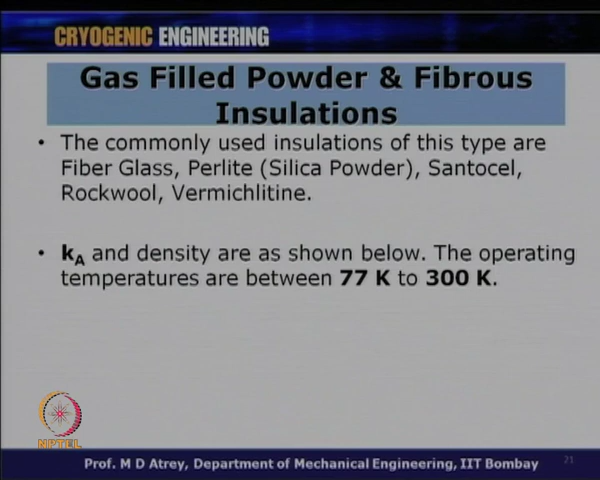 CRYOGENIC ENGINEERING
Gas Filled Powder & Fibrous
Insulations
• The commonly used insulations of this type are
Fiber Glass, Perlite (Silica Powder), Santocel,
Rockwool, Vermichlitine.
• kA and density are as shown below. The operating
temperatures are between 77 K to 300 K.
NPTEL
Prof. M D Atrey, Department of Mechanical Engineering, IIT Bombay
21